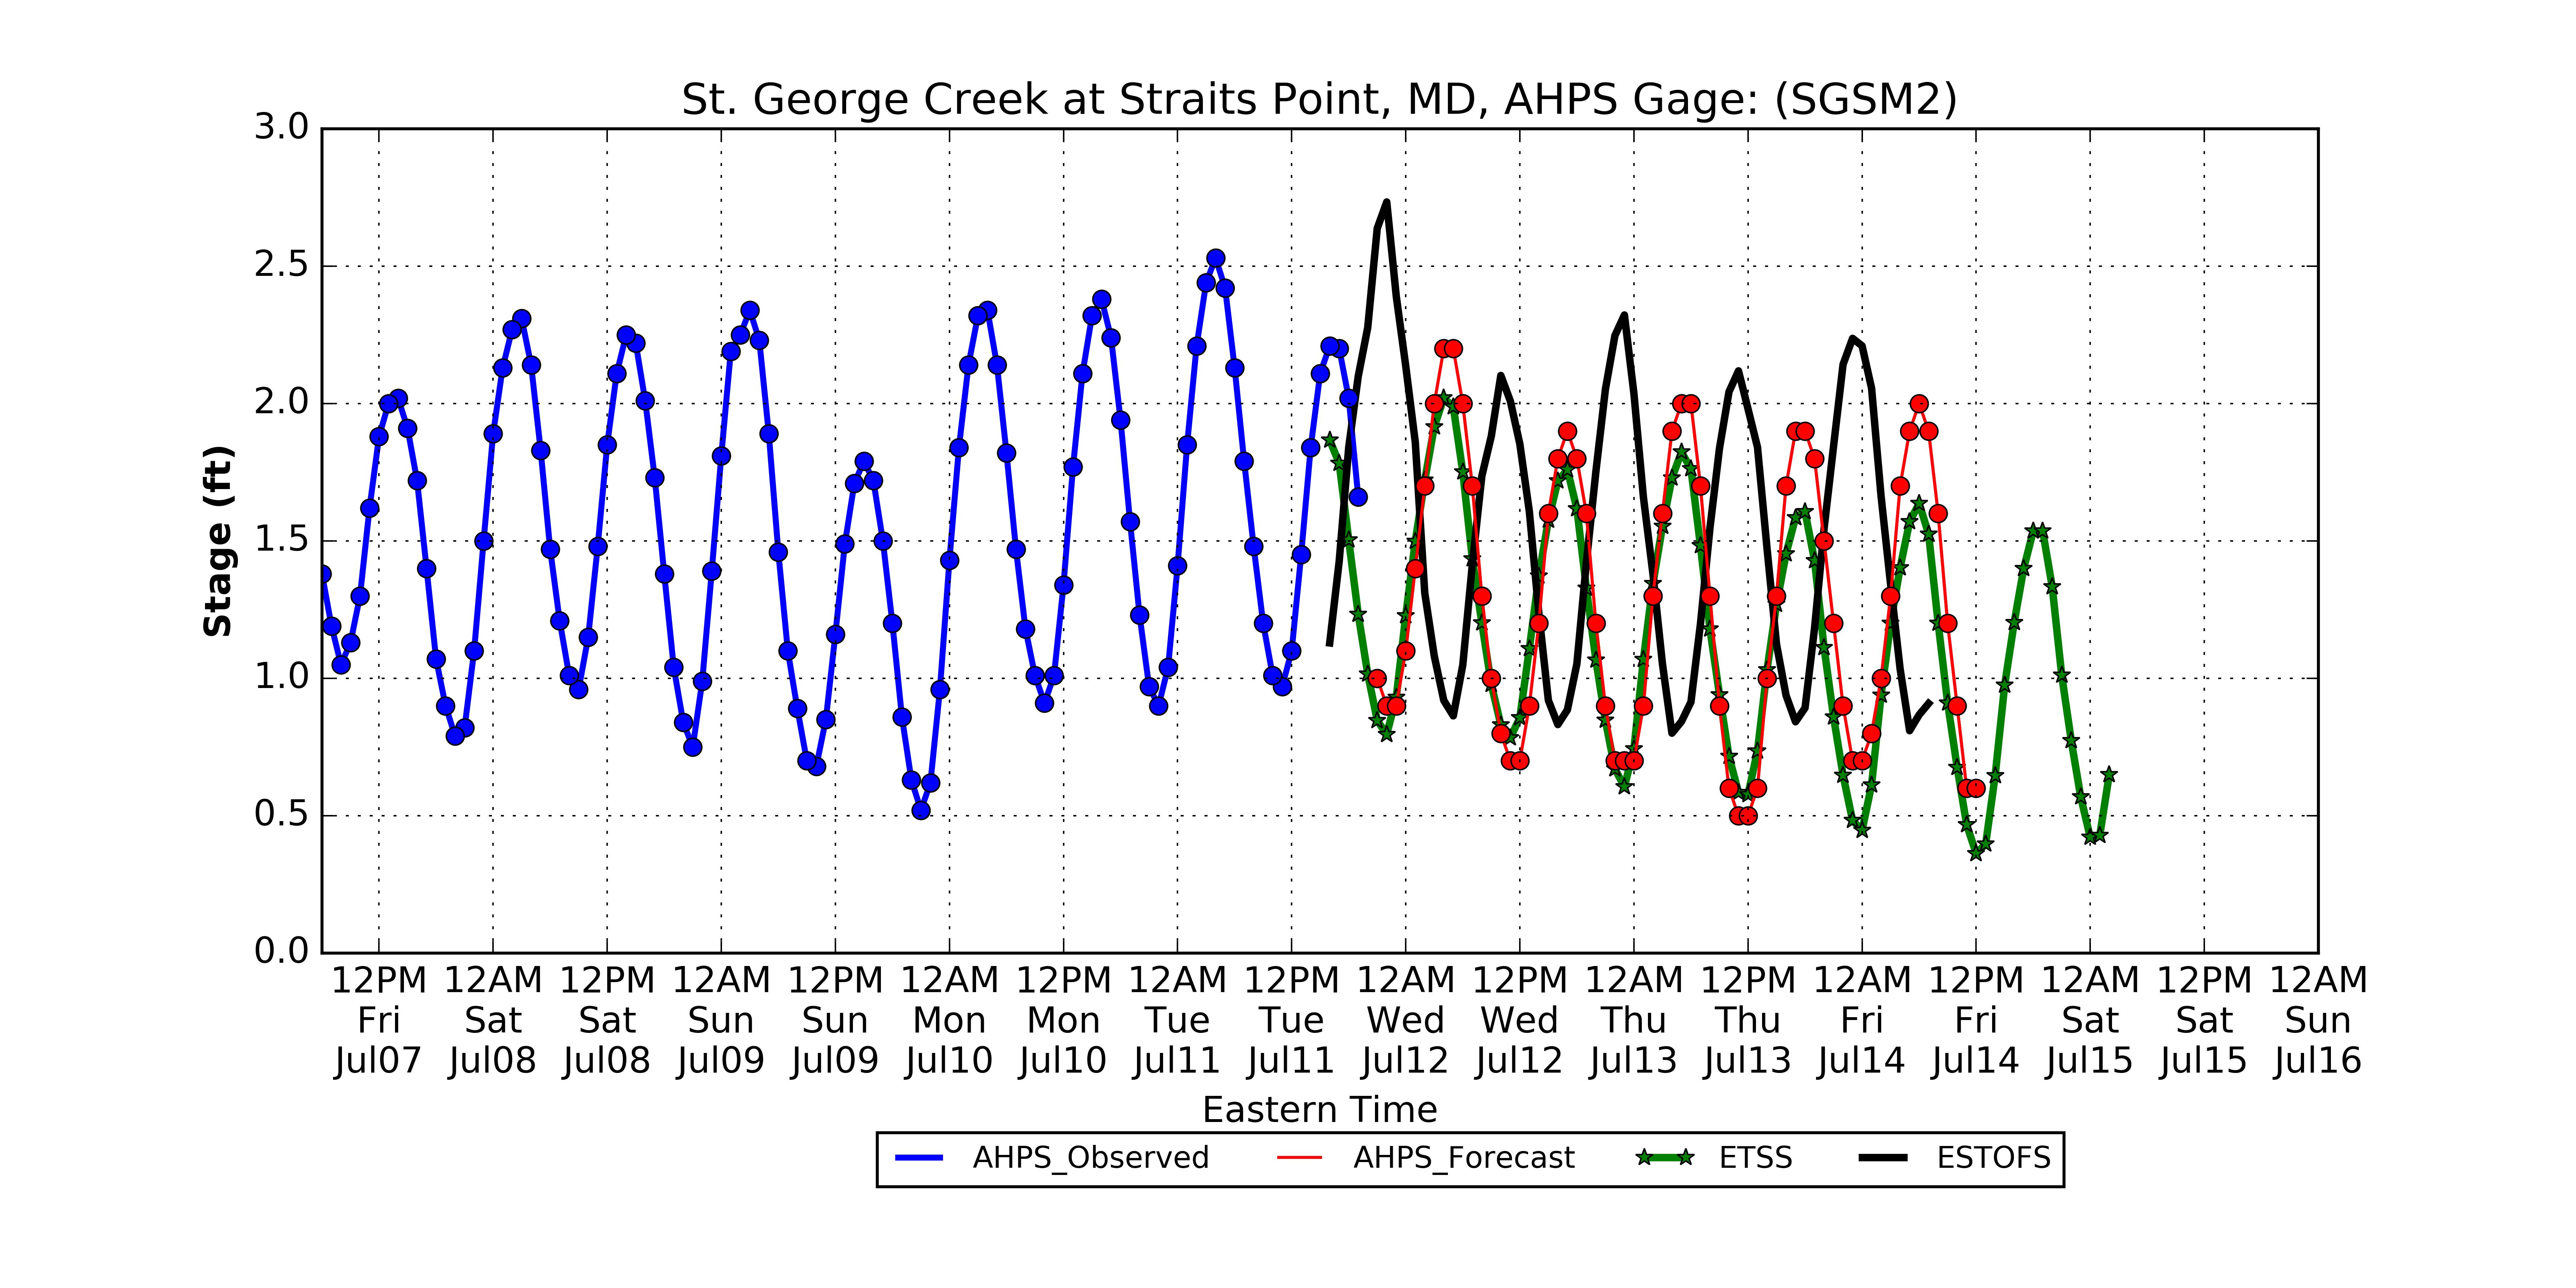 St. George Creek at Straits Point, MD, AHPS Gage: (SGSM2)
Stage (ft)
3.0
2.5
2.0
1.5
1.0
0.5
0.0
12PM 12AM 12PM 12AM 12PM 12AM 12PM 12AM 12PM 12AM 12PM 12AM 12PM 12AM 12PM 12AM 12PM 12AM
Fri Sat Sat Sun Sun Mon Mon Tue Tue Wed Wed Thu Thu Fri Fri Sat Sat Sun
Jul07 Jul08 Jul08 Jul09 Jul09 Jul10 Jul10 Jul11 Jul11 Jul12 Jul12 Jul13 Jul13 Jul14 Jul14 Jul15 Jul15 Jul16
Eastern Time
AHPS_Observed AHPS_Forecast ETSS ESTOFS